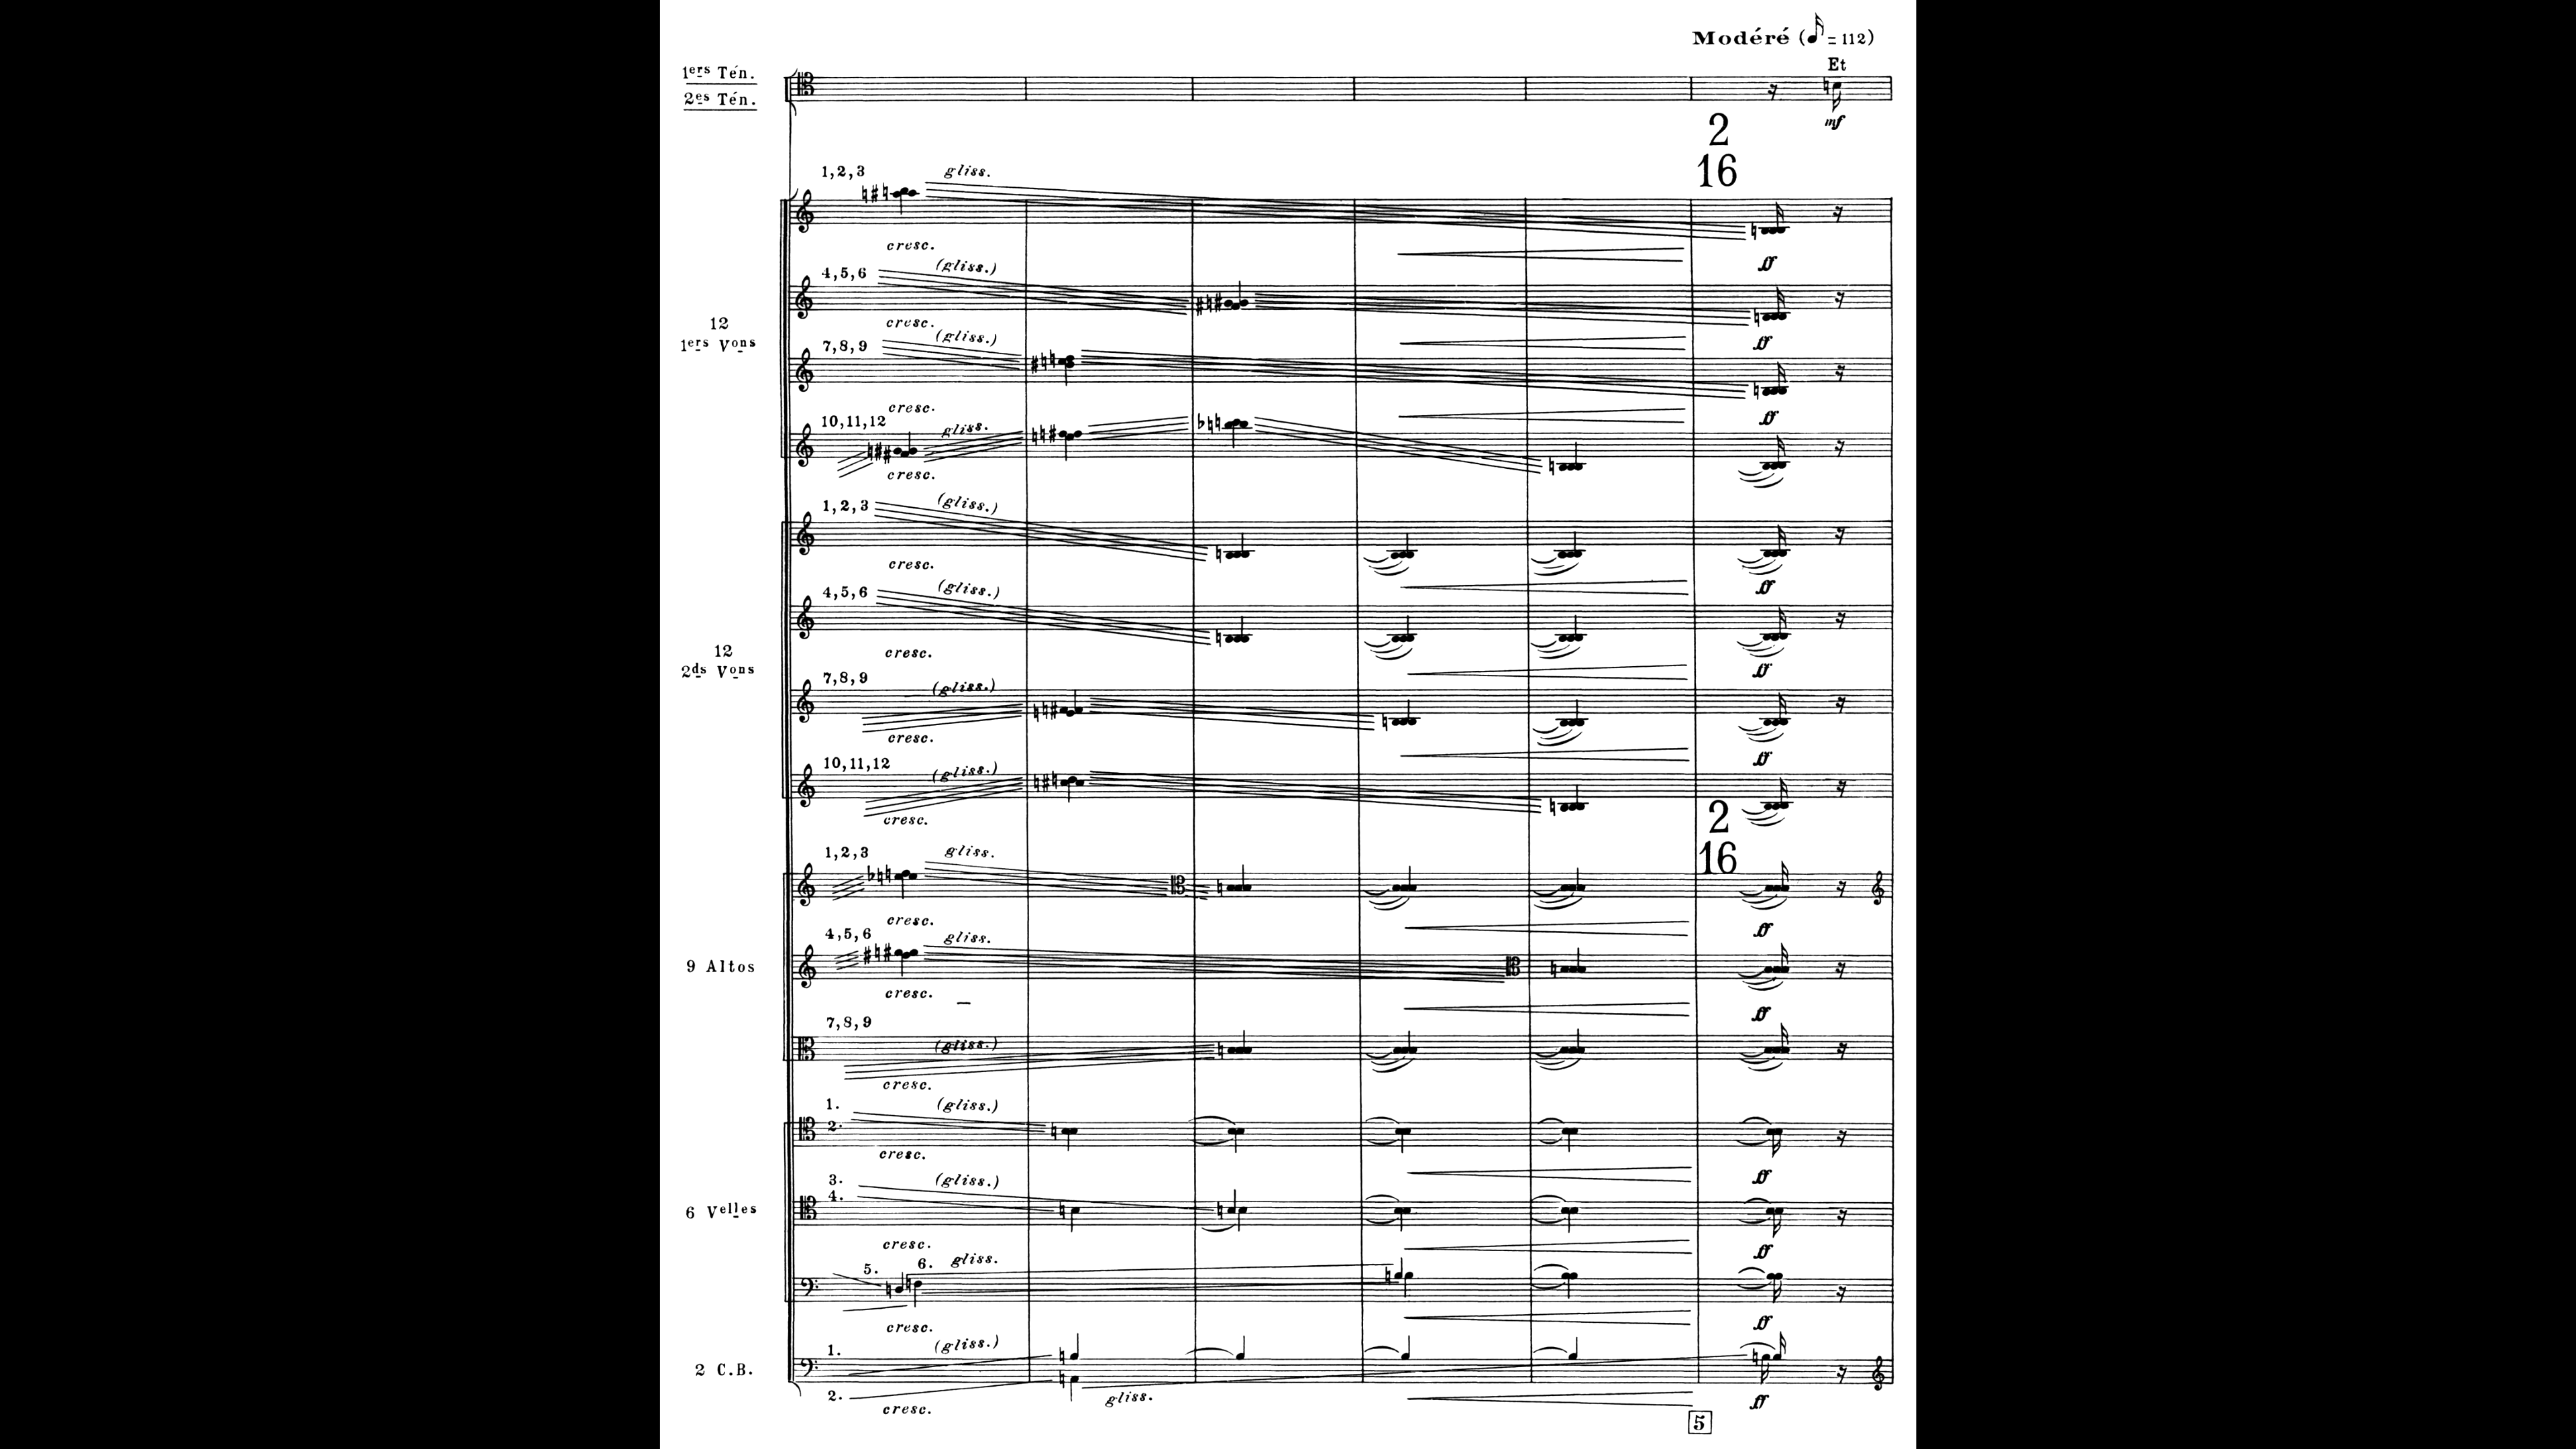 Modéré (♪ = 112)
1ers Tén.
2es Tén.
Et
mf
2
16
12
1ers Vons
1,2,3
gliss.
cresc.
ff
4,5,6
(gliss.)
cresc.
ff
7,8,9
(gliss.)
cresc.
ff
10,11,12
gliss.
cresc.
12
2ds Vons
1,2,3
(gliss.)
cresc.
ff
4,5,6
(gliss.)
cresc.
ff
7,8,9
(gliss.)
cresc.
ff
10,11,12
(gliss.)
cresc.
2
16
9 Altos
1,2,3
gliss.
cresc.
ff
4,5,6
gliss.
cresc.
ff
7,8,9
(gliss.)
cresc.
6 Velles
1.
2.
(gliss.)
cresc.
ff
3.
4.
(gliss.)
cresc.
ff
5.
6.
gliss.
cresc.
ff
2 C.B.
1.
(gliss.)
2.
cresc.
gliss.
ff
5